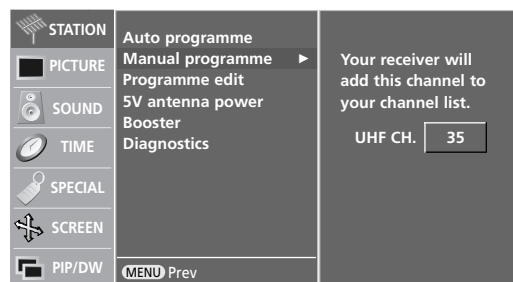 STATION
PICTURE
SOUND
TIME
SPECIAL
SCREEN
PIP/DW
Auto programme
Manual programme ►
Programme edit
5V antenna power
Booster
Diagnostics
MENU Prev
Your receiver will
add this channel to
your channel list.
UHF CH. 35